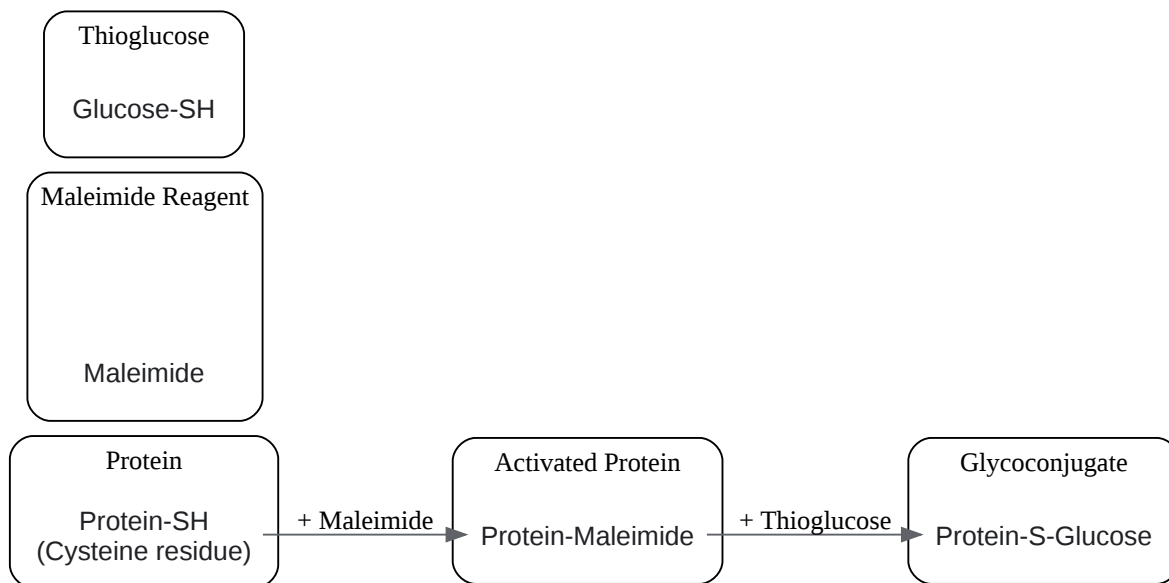 Thioglucose
Glucose-SH
Maleimide Reagent
Maleimide
Protein
Protein-SH
(Cysteine residue)
+ Maleimide
Activated Protein
Protein-Maleimide
+ Thioglucose
Glycoconjugate
Protein-S-Glucose